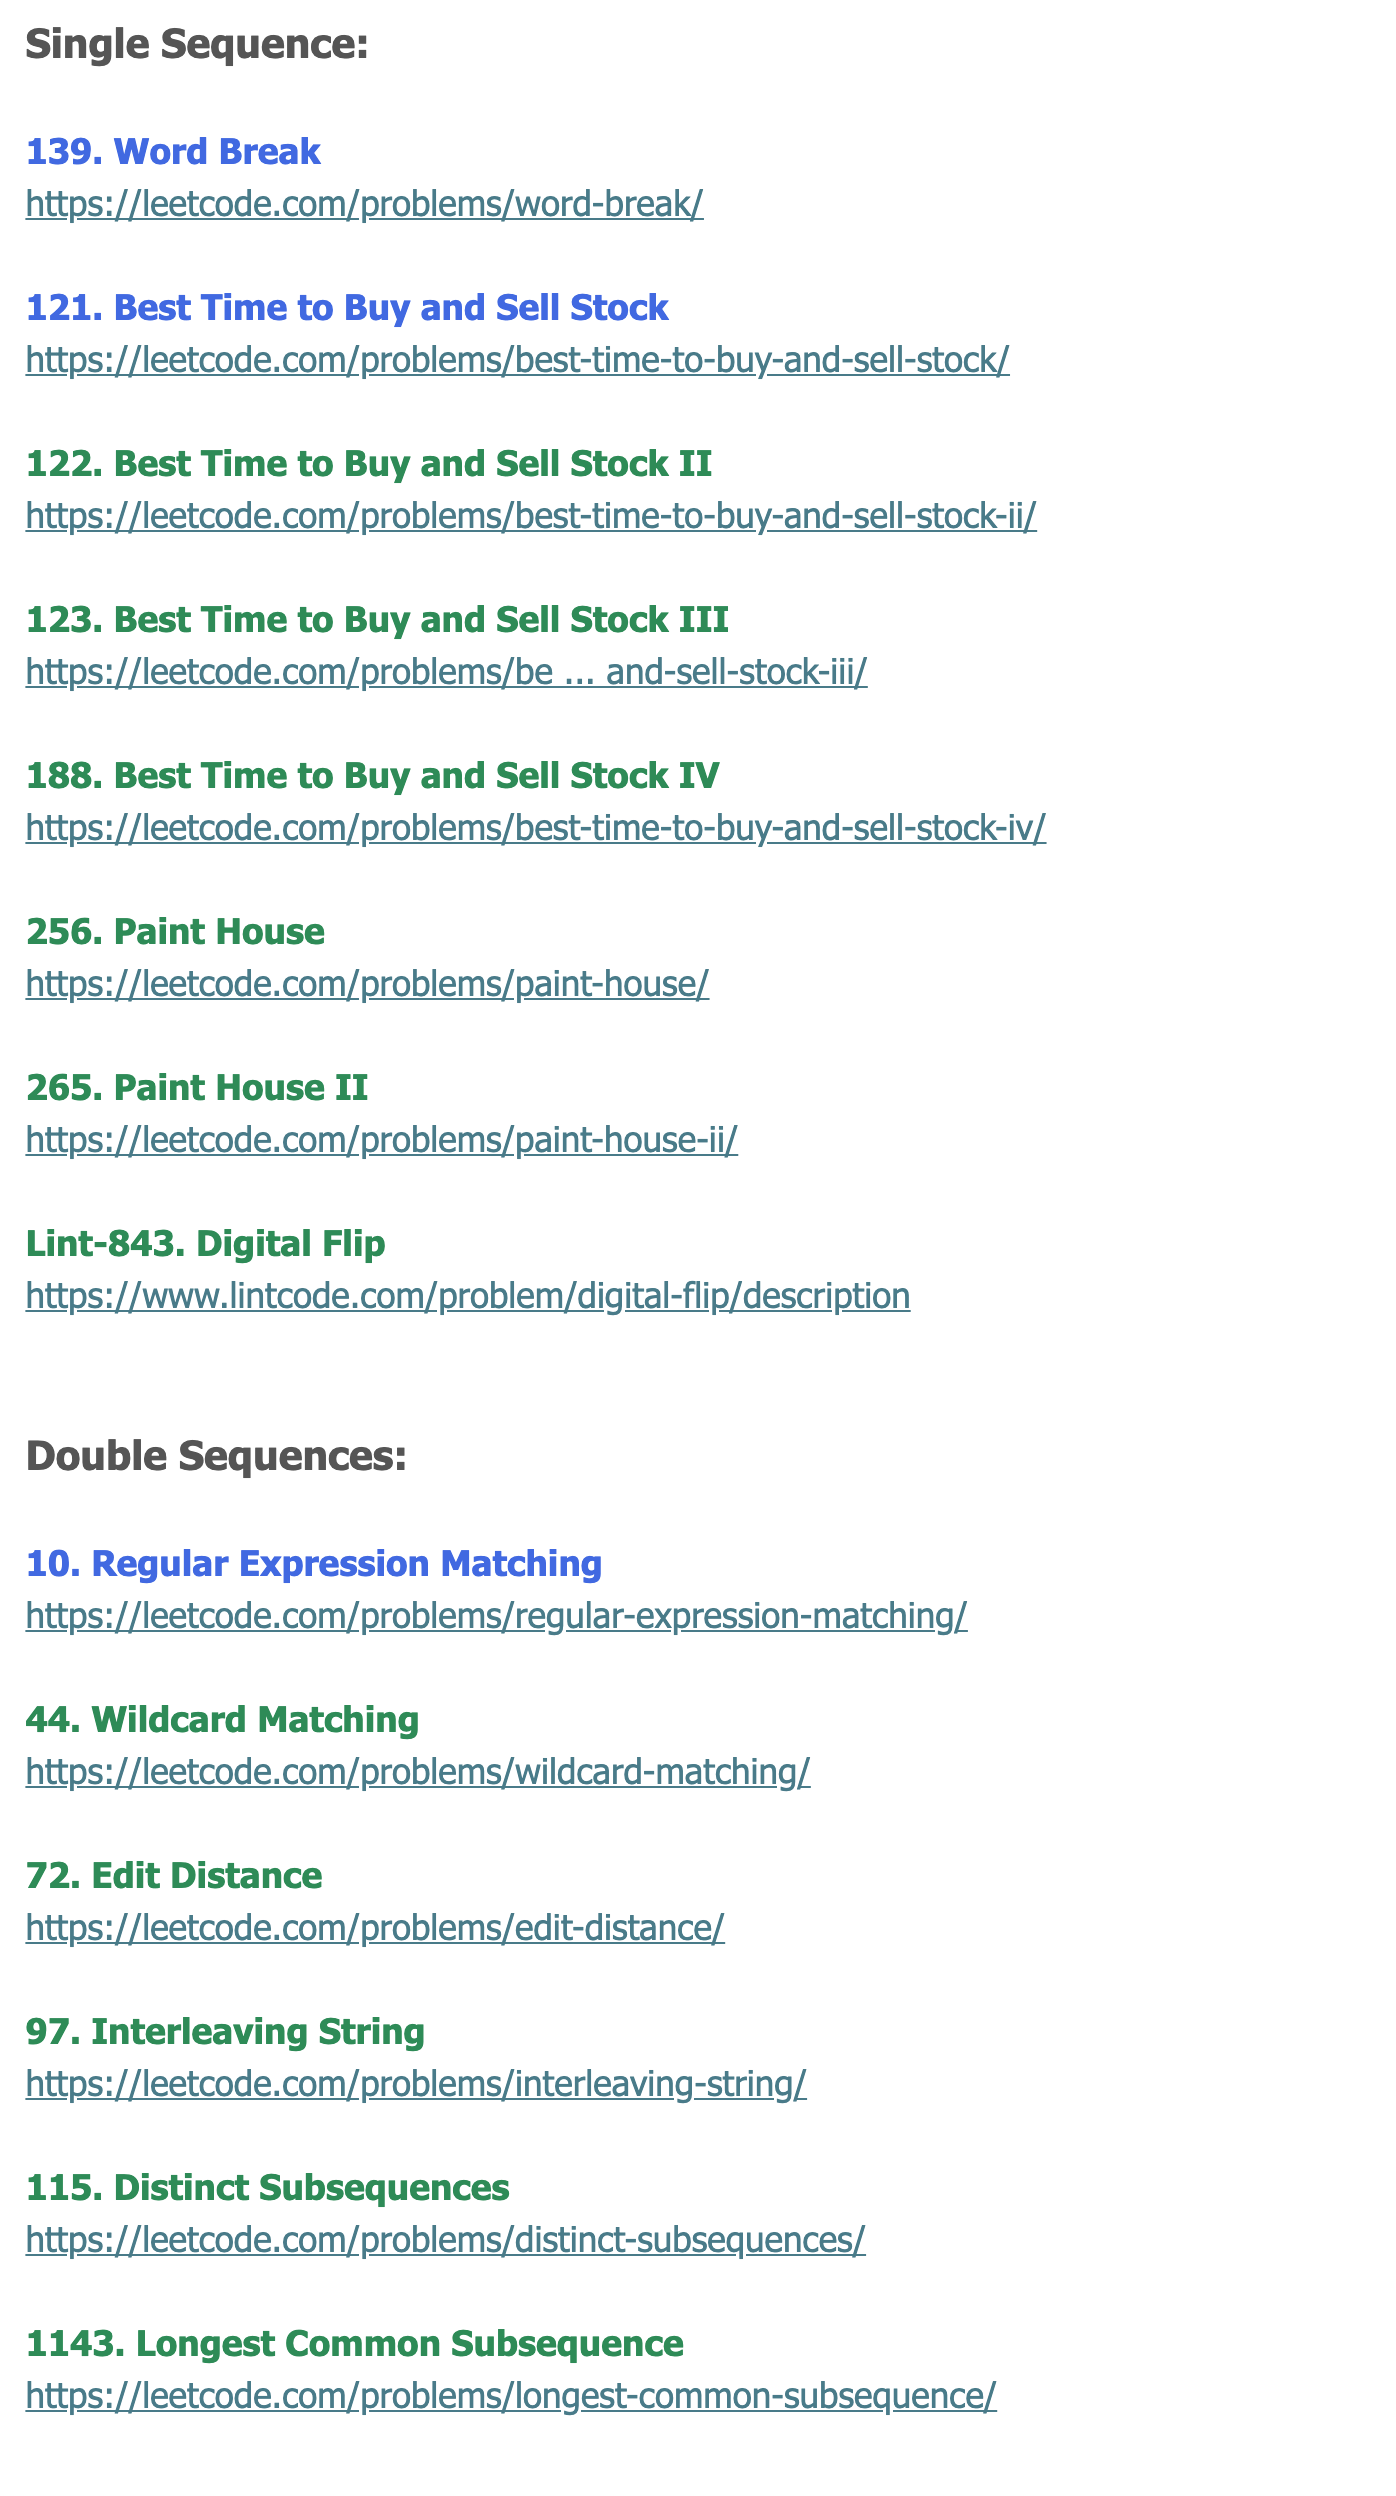 Single Sequence:
139. Word Break
https://leetcode.com/problems/word-break/
121. Best Time to Buy and Sell Stock
https://leetcode.com/problems/best-time-to-buy-and-sell-stock/
122. Best Time to Buy and Sell Stock II
https://leetcode.com/problems/best-time-to-buy-and-sell-stock-ii/
123. Best Time to Buy and Sell Stock III
https://leetcode.com/problems/be ... and-sell-stock-iii/
188. Best Time to Buy and Sell Stock IV
https://leetcode.com/problems/best-time-to-buy-and-sell-stock-iv/
256. Paint House
https://leetcode.com/problems/paint-house/
265. Paint House II
https://leetcode.com/problems/paint-house-ii/
Lint-843. Digital Flip
https://www.lintcode.com/problem/digital-flip/description
Double Sequences:
10. Regular Expression Matching
https://leetcode.com/problems/regular-expression-matching/
44. Wildcard Matching
https://leetcode.com/problems/wildcard-matching/
72. Edit Distance
https://leetcode.com/problems/edit-distance/
97. Interleaving String
https://leetcode.com/problems/interleaving-string/
115. Distinct Subsequences
https://leetcode.com/problems/distinct-subsequences/
1143. Longest Common Subsequence
https://leetcode.com/problems/longest-common-subsequence/